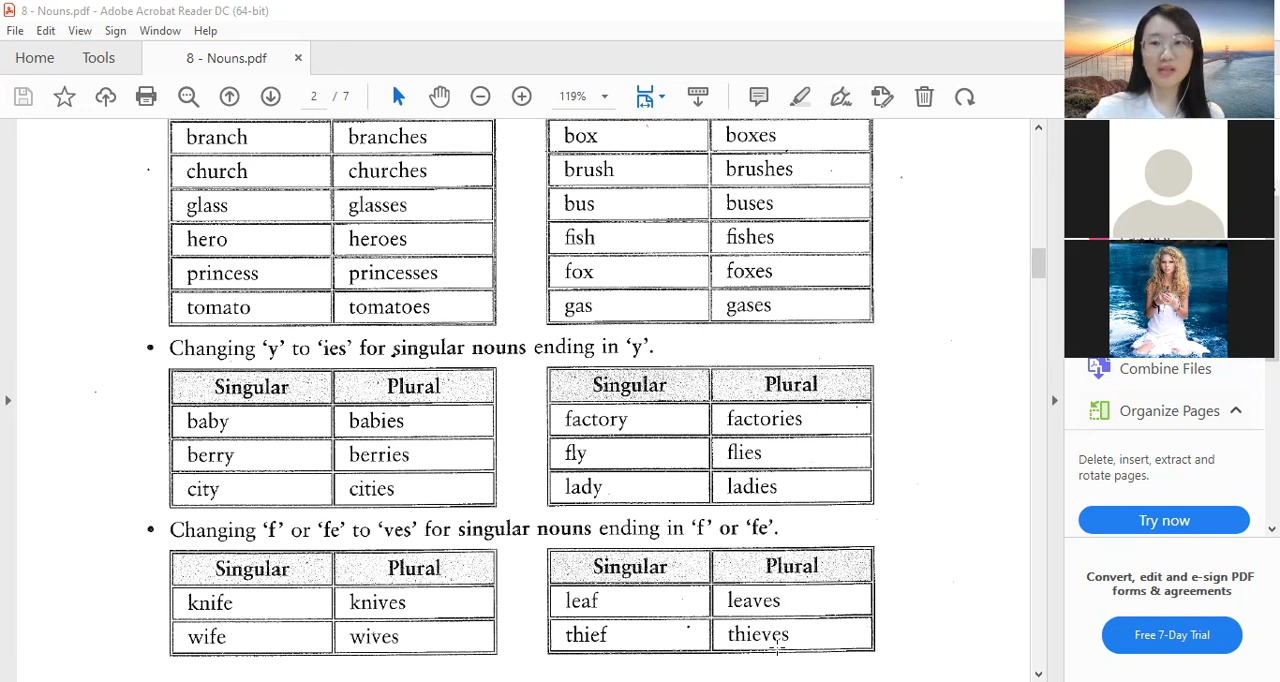 8 - Nouns.pdf - Adobe Acrobat Reader DC (64-bit)
File Edit View Sign Window Help
Home Tools 8 - Nouns.pdf ×
2 / 7 119%
branch branches
church churches
glass glasses
hero heroes
princess princesses
tomato tomatoes
box boxes
brush brushes
bus buses
fish fishes
fox foxes
gas gases
• Changing 'y' to 'ies' for singular nouns ending in 'y'.
Singular Plural
baby babies
berry berries
city cities
Singular Plural
factory factories
fly flies
lady ladies
• Changing 'f' or 'fe' to 'ves' for singular nouns ending in 'f' or 'fe'.
Singular Plural
knife knives
wife wives
Singular Plural
leaf leaves
thief thieves
Combine Files
Organize Pages
Delete, insert, extract and
rotate pages.
Try now
Convert, edit and e-sign PDF
forms & agreements
Free 7-Day Trial